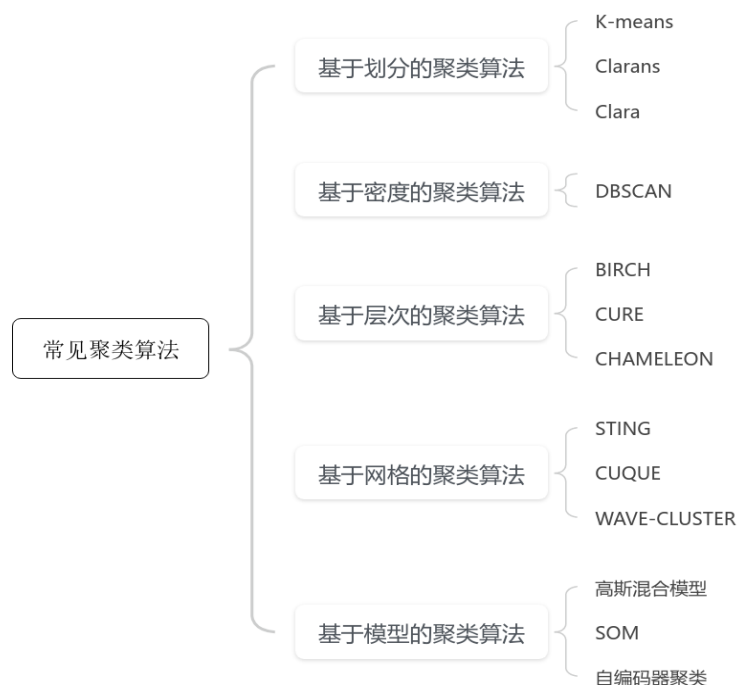 常见聚类算法
基于划分的聚类算法
K-means
Clarans
Clara
基于密度的聚类算法
DBSCAN
基于层次的聚类算法
BIRCH
CURE
CHAMELEON
基于网格的聚类算法
STING
CUQUE
WAVE-CLUSTER
基于模型的聚类算法
高斯混合模型
SOM
自编码器聚类